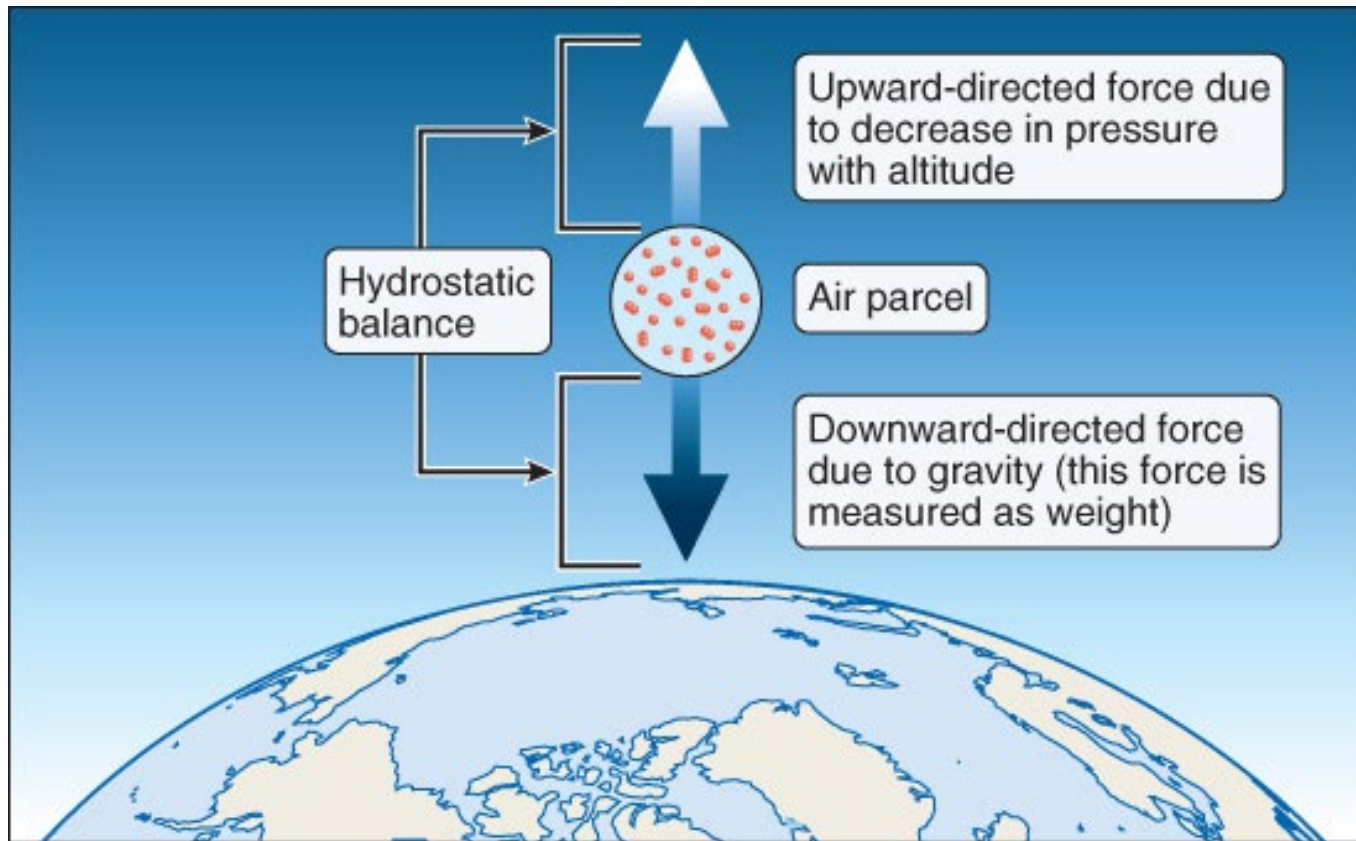 Upward-directed force due
to decrease in pressure
with altitude
Hydrostatic
balance
Air parcel
Downward-directed force
due to gravity (this force is
measured as weight)